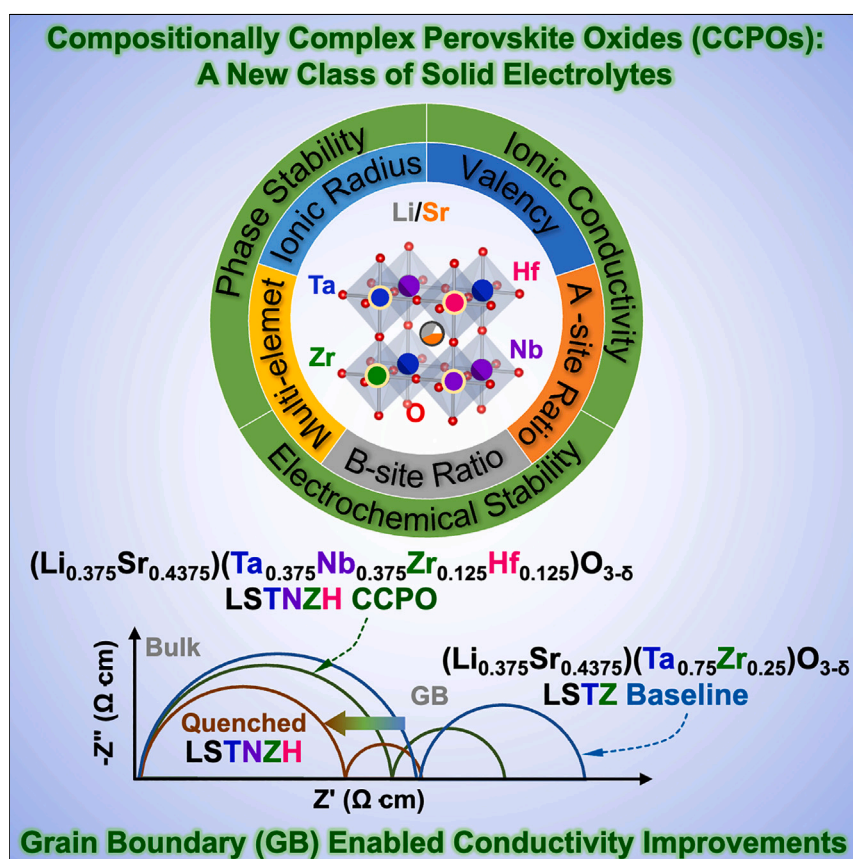 Compositionally Complex Perovskite Oxides (CCPOs):
A New Class of Solid Electrolytes
Phase Stability
Ionic Conductivity
Ionic Radius
Valency
Li/Sr
Ta
Hf
Zr
Nb
O
Multi-elemet
A-site Ratio
B-site Ratio
Electrochemical Stability
(Li₀.₃₇₅Sr₀.₄₃₇₅)(Ta₀.₃₇₅Nb₀.₃₇₅Zr₀.₁₂₅Hf₀.₁₂₅)O₃₋δ
LSTNZH CCPO
Bulk
(Li₀.₃₇₅Sr₀.₄₃₇₅)(Ta₀.₇₅Zr₀.₂₅)O₃₋δ
LSTZ Baseline
GB
Quenched
LSTNZH
-Z" (Ω·cm)
Z' (Ω·cm)
Grain Boundary (GB) Enabled Conductivity Improvements